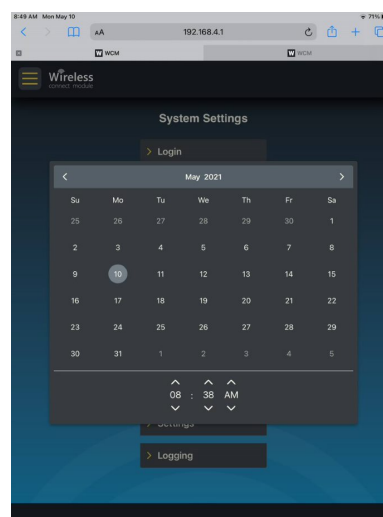 8:49 AM Mon May 10
71%
AA
192.168.4.1
WCM
WCM
Wireless
connect module
System Settings
Login
May 2021
Su Mo Tu We Th Fr Sa
25 26 27 28 29 30 1
2 3 4 5 6 7 8
9 10 11 12 13 14 15
16 17 18 19 20 21 22
23 24 25 26 27 28 29
30 31 1 2 3 4 5
08 : 38 AM
Settings
Logging